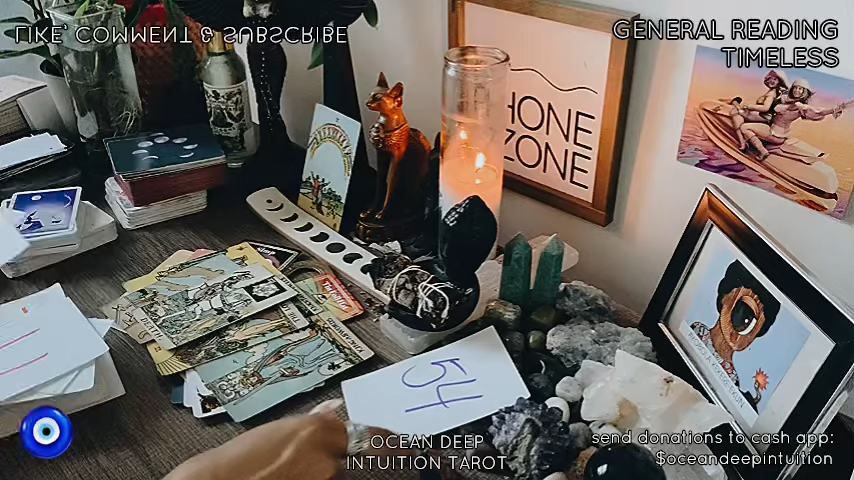 LIKE, COMMENT & SUBSCRIBE
GENERAL READING
TIMELESS
HONE
ZONE
54
OCEAN DEEP
INTUITION TAROT
send donations to cash app:
$oceandeepintuition